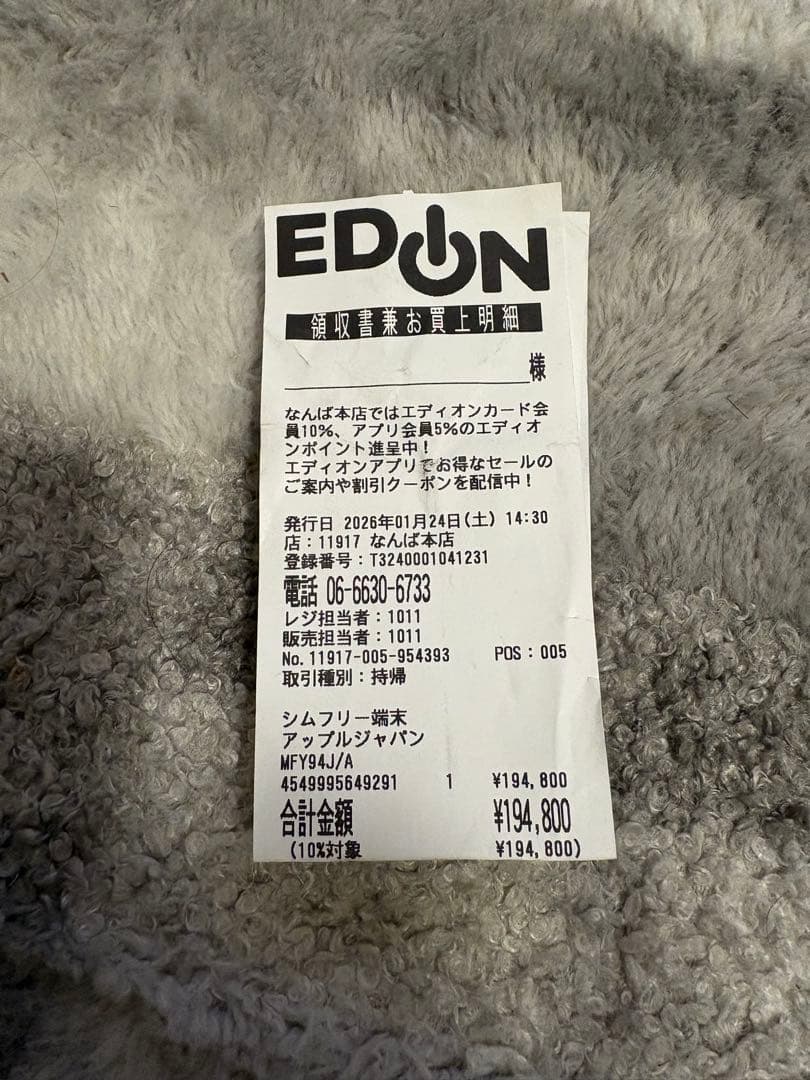 EDION
領収書兼お買上明細
様
なんば本店ではエディオンカード会
員10%、アプリ会員5%のエディオ
ンポイント進呈中！
エディオンアプリでお得なセールの
ご案内や割引クーポンを配信中！
発行日 2026年01月24日(土) 14:30
店：11917 なんば本店
登録番号：T3240001041231
電話 06-6630-6733
レジ担当者：1011
販売担当者：1011
No.11917-005-954393 POS：005
取引種別：持帰
シムフリー端末
アップルジャパン
MFY94J/A
4549995649291 1 ¥194,800
合計金額 ¥194,800
(10%対象 ¥194,800)